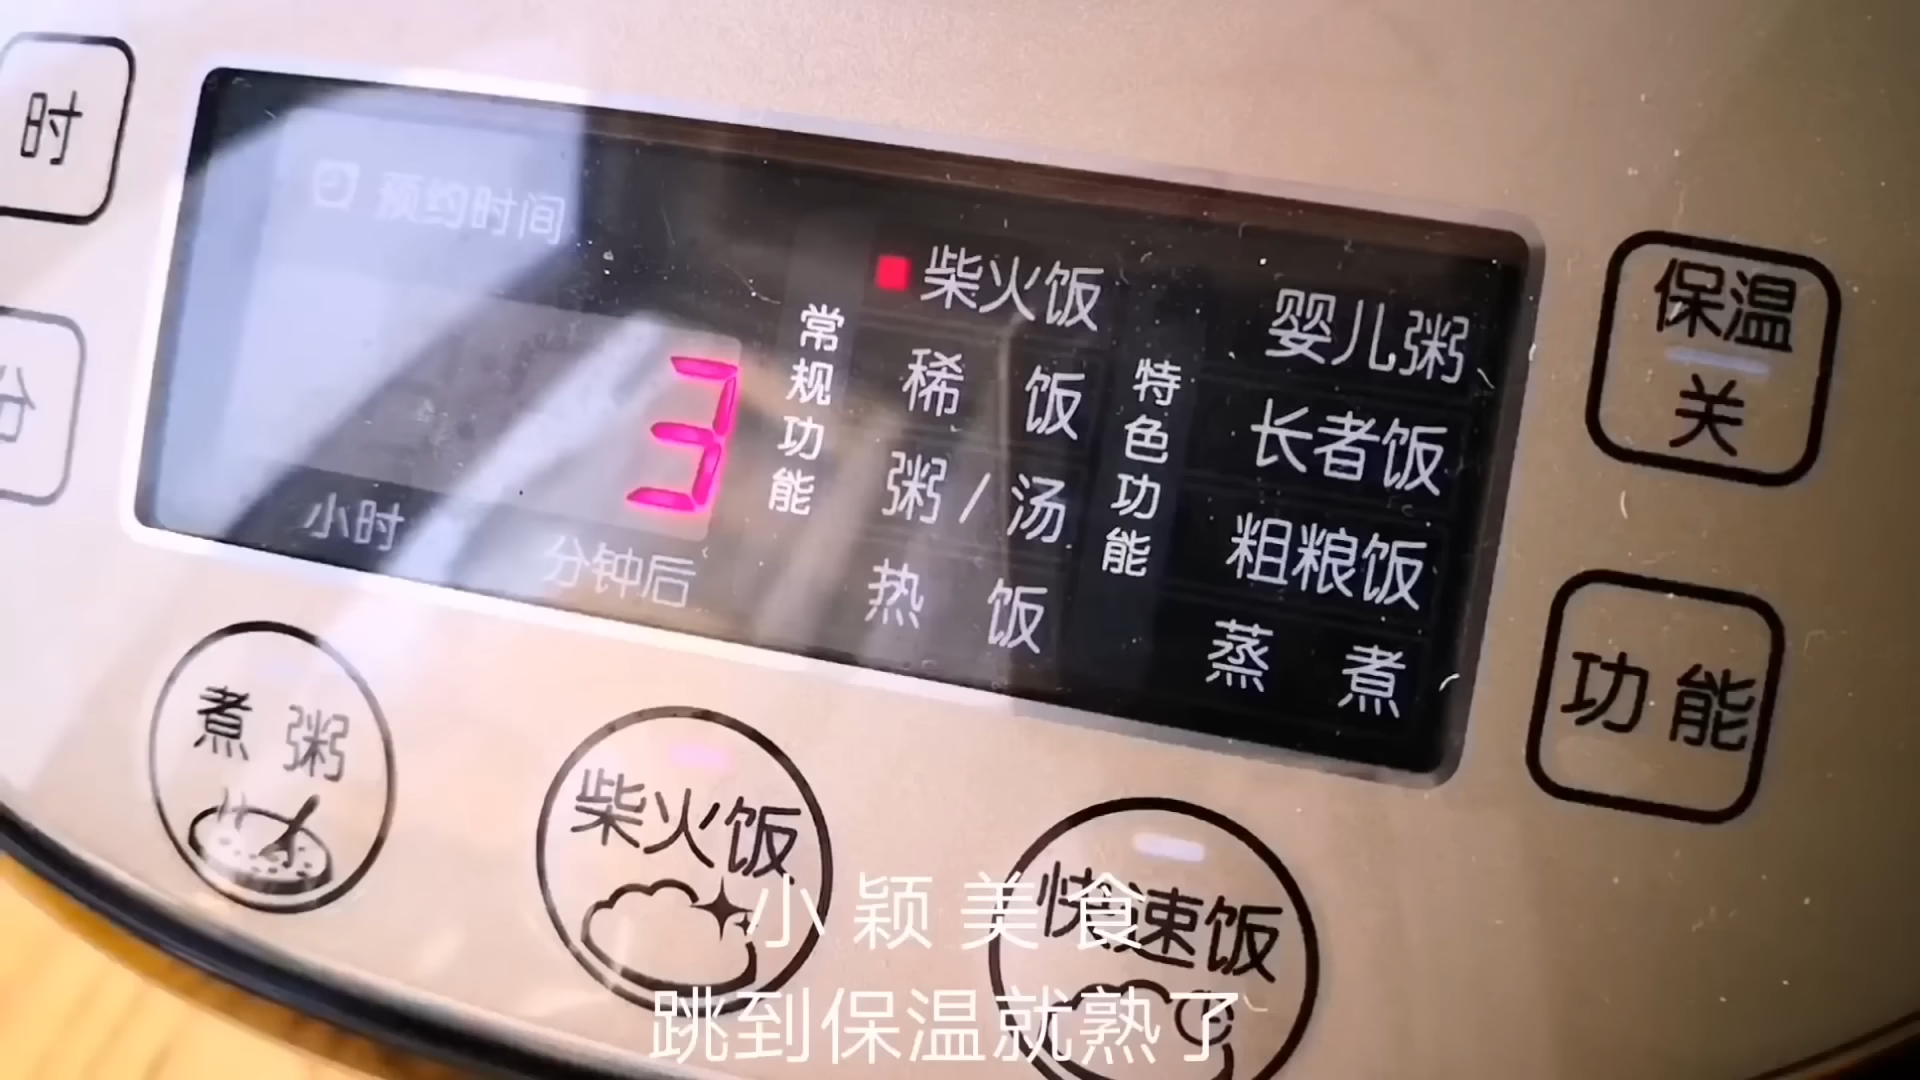 时
分
预约时间
3
小时
分钟后
常规功能
柴火饭
稀饭
粥/汤
热饭
特色功能
婴儿粥
长者饭
粗粮饭
蒸煮
保温
关
功能
煮粥
柴火饭
快速饭
小颖美食
跳到保温就熟了